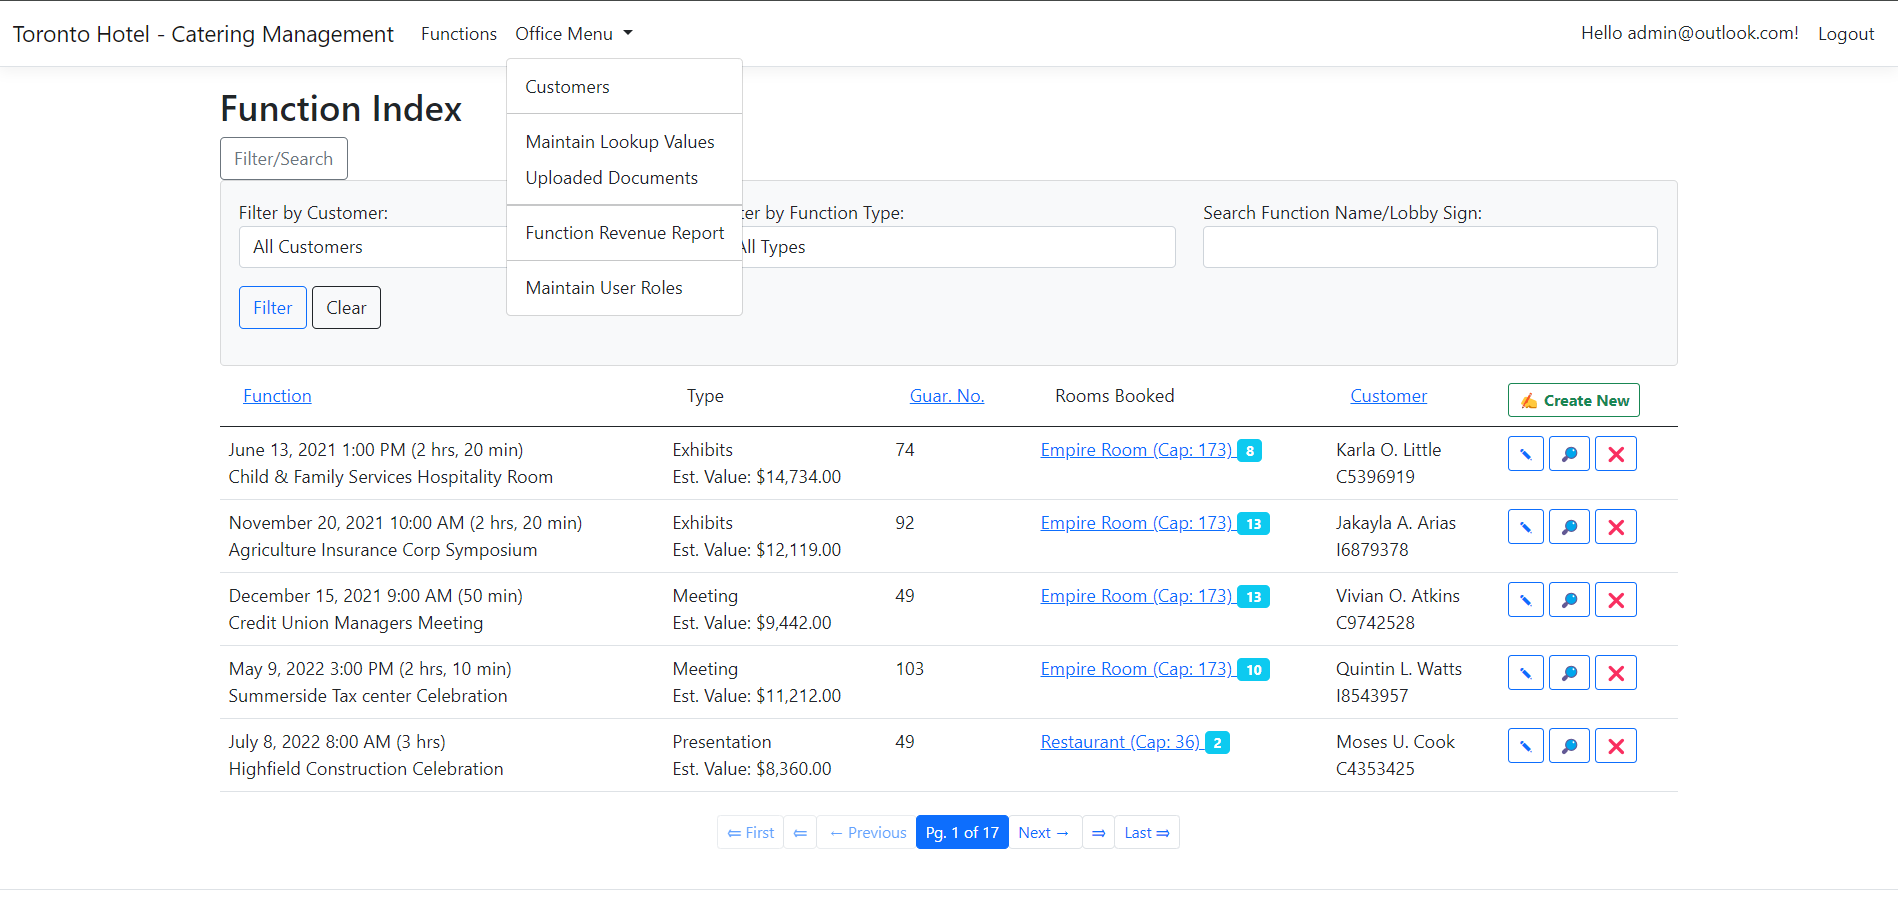 Toronto Hotel - Catering Management Functions Office Menu Hello admin@outlook.com! Logout
Customers
Maintain Lookup Values
Uploaded Documents
Function Revenue Report
Maintain User Roles
Function Index
Filter/Search
Filter by Customer: ter by Function Type: Search Function Name/Lobby Sign:
All Customers All Types
Filter Clear
Function Type Guar. No. Rooms Booked Customer ✍ Create New
June 13, 2021 1:00 PM (2 hrs, 20 min) Exhibits 74 Empire Room (Cap: 173) 8 Karla O. Little
Child & Family Services Hospitality Room Est. Value: $14,734.00 C5396919
November 20, 2021 10:00 AM (2 hrs, 20 min) Exhibits 92 Empire Room (Cap: 173) 13 Jakayla A. Arias
Agriculture Insurance Corp Symposium Est. Value: $12,119.00 I6879378
December 15, 2021 9:00 AM (50 min) Meeting 49 Empire Room (Cap: 173) 13 Vivian O. Atkins
Credit Union Managers Meeting Est. Value: $9,442.00 C9742528
May 9, 2022 3:00 PM (2 hrs, 10 min) Meeting 103 Empire Room (Cap: 173) 10 Quintin L. Watts
Summerside Tax center Celebration Est. Value: $11,212.00 I8543957
July 8, 2022 8:00 AM (3 hrs) Presentation 49 Restaurant (Cap: 36) 2 Moses U. Cook
Highfield Construction Celebration Est. Value: $8,360.00 C4353425
⇐ First ⇐ ← Previous Pg. 1 of 17 Next → ⇒ Last ⇒